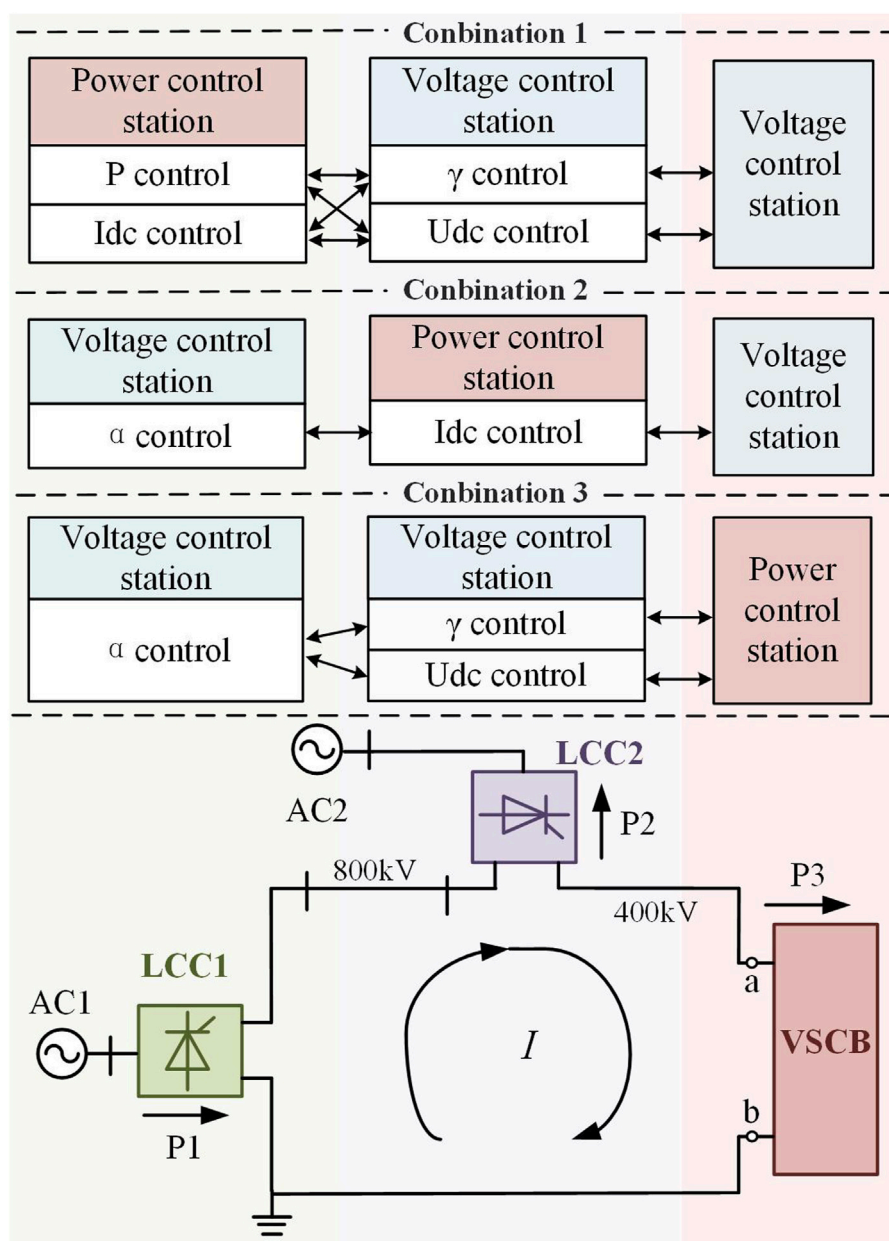 Conbination 1
Power control
station
P control
Idc control
Voltage control
station
γ control
Udc control
Voltage
control
station
Conbination 2
Voltage control
station
α control
Power control
station
Idc control
Voltage
control
station
Conbination 3
Voltage control
station
α control
Voltage control
station
γ control
Udc control
Power
control
station
AC2
LCC2
P2
800kV
400kV
P3
LCC1
AC1
P1
I
a
VSCB
b